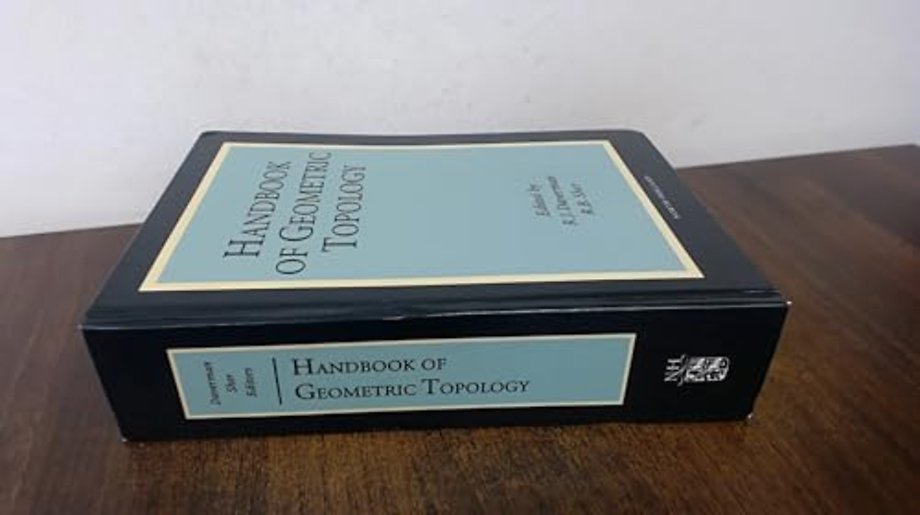 HANDBOOK
OF GEOMETRIC
TOPOLOGY
Edited by
R.J. Daverman
R.B. Sher
Daverman
Sher
Editors
HANDBOOK OF
GEOMETRIC TOPOLOGY
NH